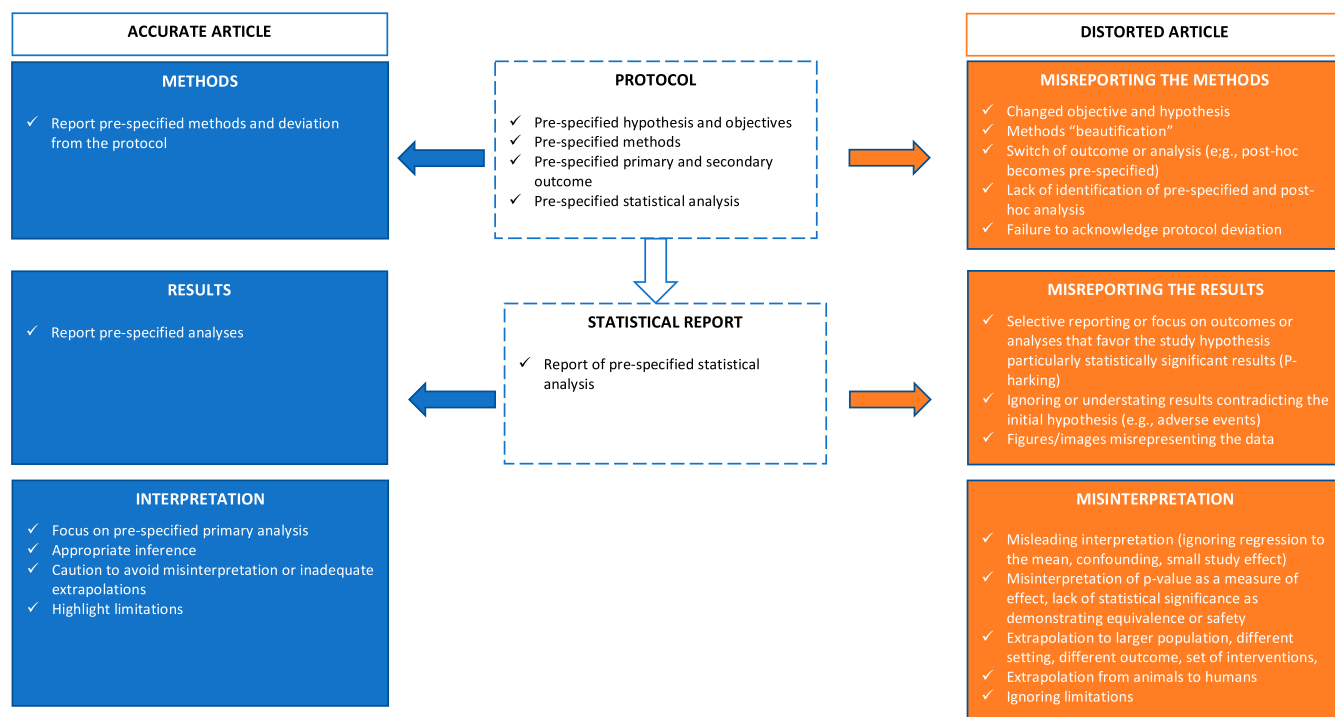 ACCURATE ARTICLE
METHODS
✓ Report pre-specified methods and deviation
from the protocol
RESULTS
✓ Report pre-specified analyses
INTERPRETATION
✓ Focus on pre-specified primary analysis
✓ Appropriate inference
✓ Caution to avoid misinterpretation or inadequate
extrapolations
✓ Highlight limitations
PROTOCOL
✓ Pre-specified hypothesis and objectives
✓ Pre-specified methods
✓ Pre-specified primary and secondary
outcome
✓ Pre-specified statistical analysis
STATISTICAL REPORT
✓ Report of pre-specified statistical
analysis
DISTORTED ARTICLE
MISREPORTING THE METHODS
✓ Changed objective and hypothesis
✓ Methods “beautification”
✓ Switch of outcome or analysis (e;g., post-hoc
becomes pre-specified)
✓ Lack of identification of pre-specified and post-
hoc analysis
✓ Failure to acknowledge protocol deviation
MISREPORTING THE RESULTS
✓ Selective reporting or focus on outcomes or
analyses that favor the study hypothesis
particularly statistically significant results (P-
harking)
✓ Ignoring or understating results contradicting the
initial hypothesis (e.g., adverse events)
✓ Figures/images misrepresenting the data
MISINTERPRETATION
✓ Misleading interpretation (ignoring regression to
the mean, confounding, small study effect)
✓ Misinterpretation of p-value as a measure of
effect, lack of statistical significance as
demonstrating equivalence or safety
✓ Extrapolation to larger population, different
setting, different outcome, set of interventions,
✓ Extrapolation from animals to humans
✓ Ignoring limitations